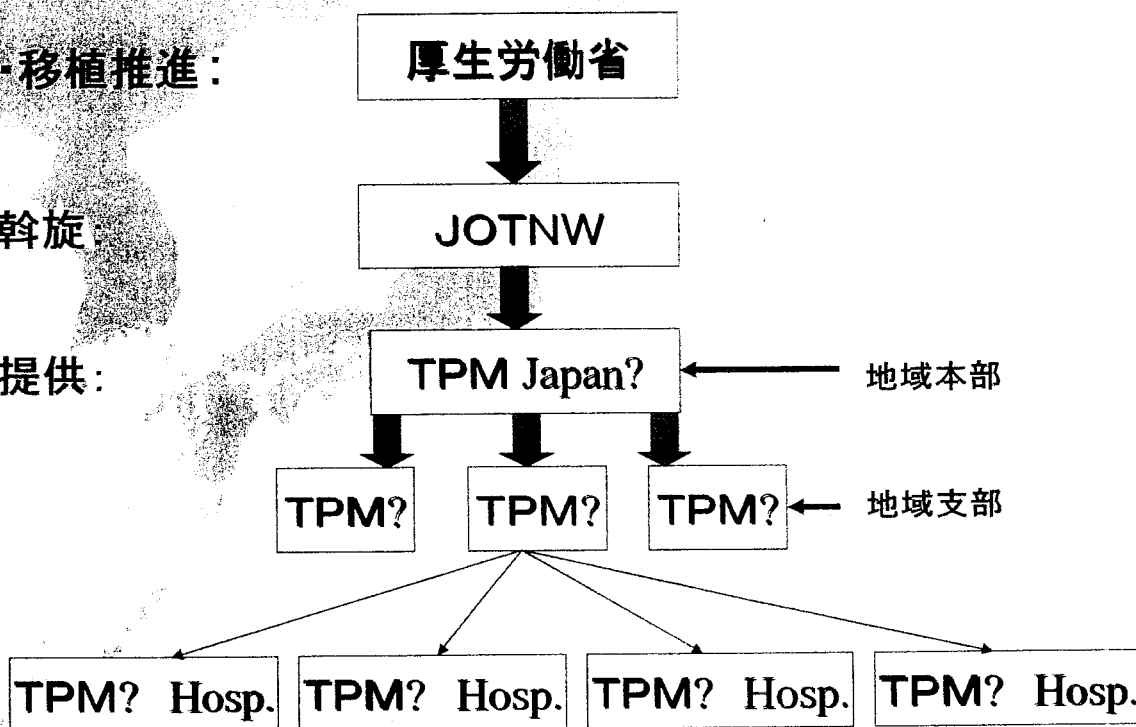 ・移植推進：
厚生労働省
斡旋：
JOTNW
提供：
TPM Japan?
地域本部
TPM? TPM? TPM?
地域支部
TPM? Hosp. TPM? Hosp. TPM? Hosp. TPM? Hosp.